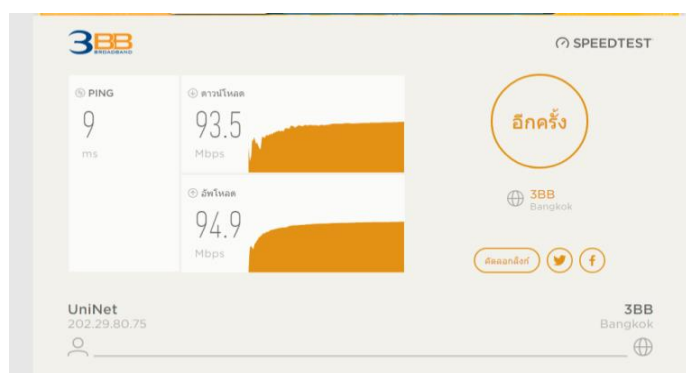 3BB
BROADBAND
SPEEDTEST
PING
9
ms
ดาวน์โหลด
93.5
Mbps
อัพโหลด
94.9
Mbps
อีกครั้ง
3BB
Bangkok
คัดลอกลิงก์
UniNet
202.29.80.75
3BB
Bangkok